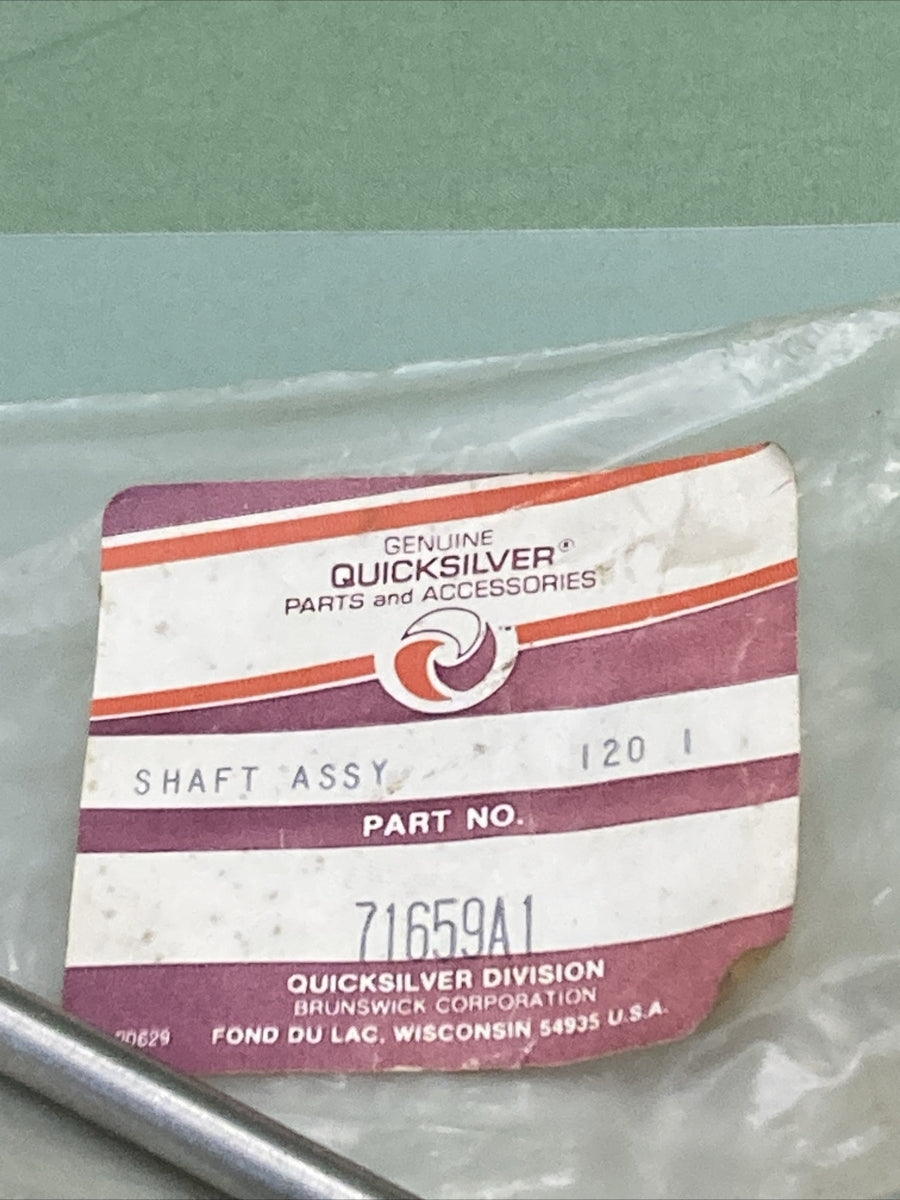 GENUINE
QUICKSILVER®
PARTS and ACCESSORIES
™
SHAFT ASSY 120 1
PART NO.
71659A1
QUICKSILVER DIVISION
BRUNSWICK CORPORATION
FOND DU LAC, WISCONSIN 54935 U.S.A.